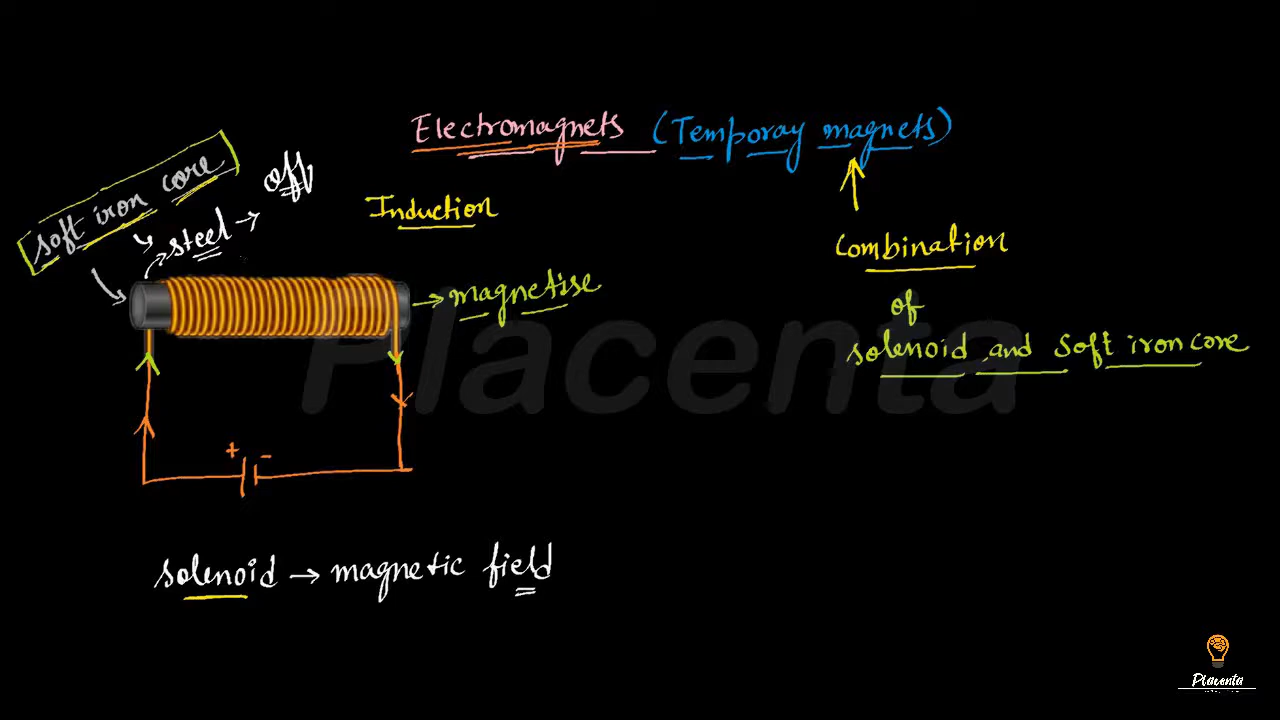 Electromagnets (Temporay magnets)
soft iron core
steel → off
Induction
→ magnetise
combination
of
solenoid and soft iron core
Placenta
+ -
solenoid → magnetic field
Placenta